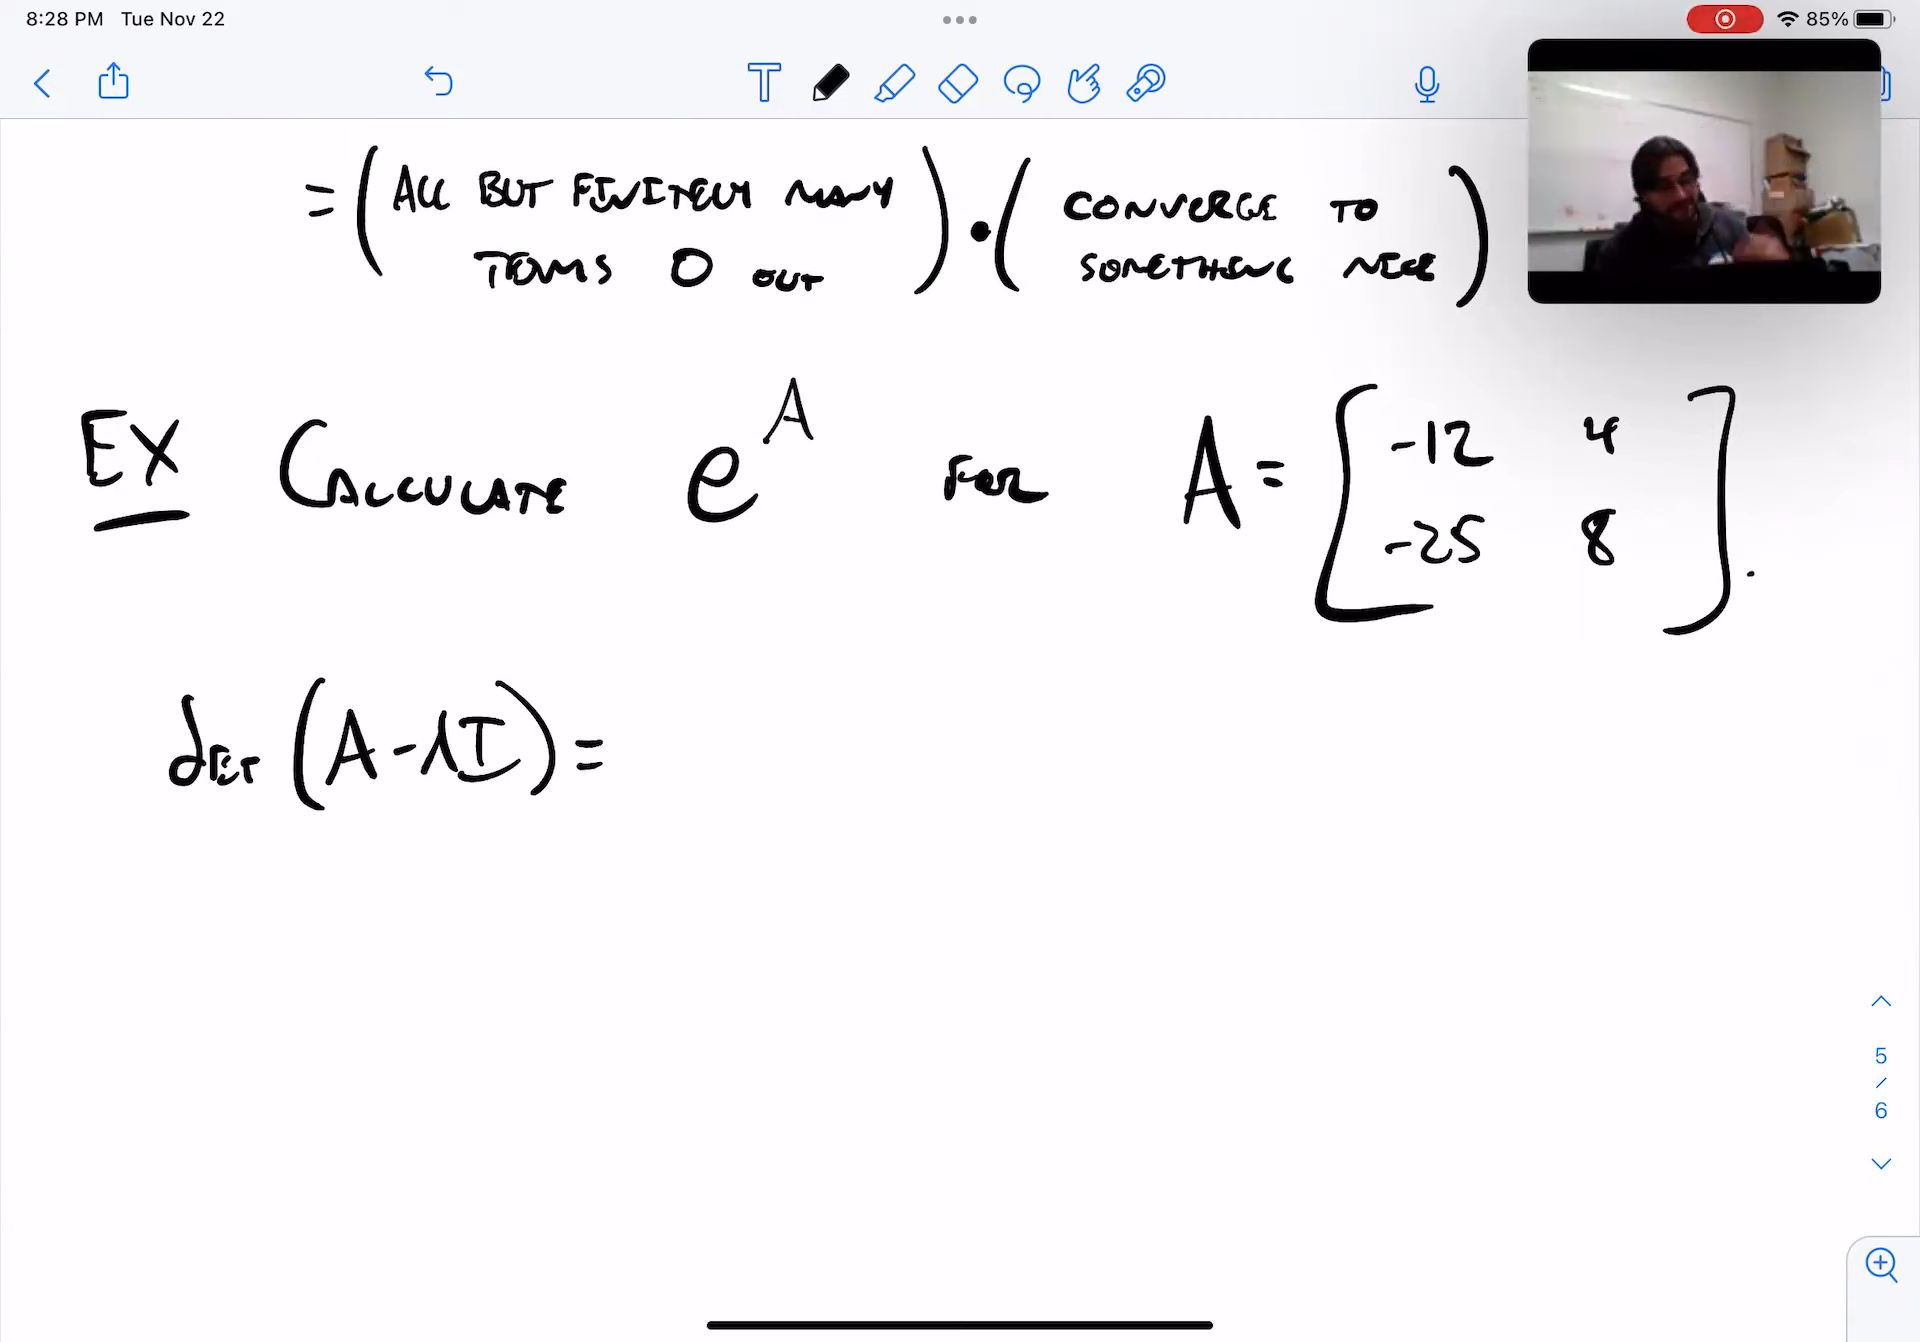 8:28 PM Tue Nov 22
85%
= (ALL BUT FINITELY MANY TERMS 0 OUT) • (CONVERGE TO SOMETHING NICE)
EX CALCULATE e^A FOR A = [-12 4
-25 8].
DET (A-λI) =
5
/
6